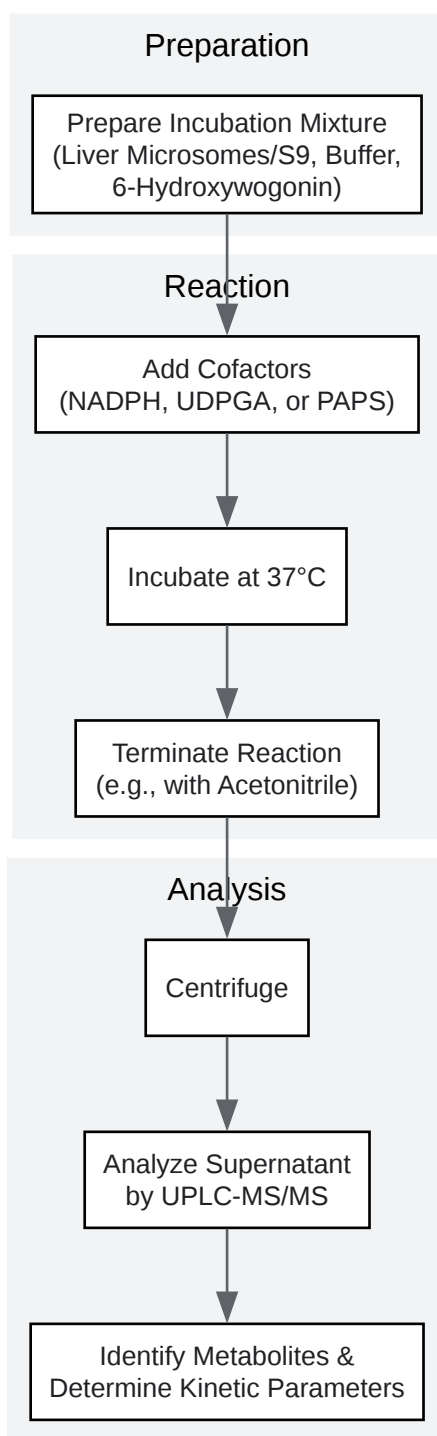 Preparation
Prepare Incubation Mixture
(Liver Microsomes/S9, Buffer,
6-Hydroxywogonin)
Reaction
Add Cofactors
(NADPH, UDPGA, or PAPS)
Incubate at 37°C
Terminate Reaction
(e.g., with Acetonitrile)
Analysis
Centrifuge
Analyze Supernatant
by UPLC-MS/MS
Identify Metabolites &
Determine Kinetic Parameters